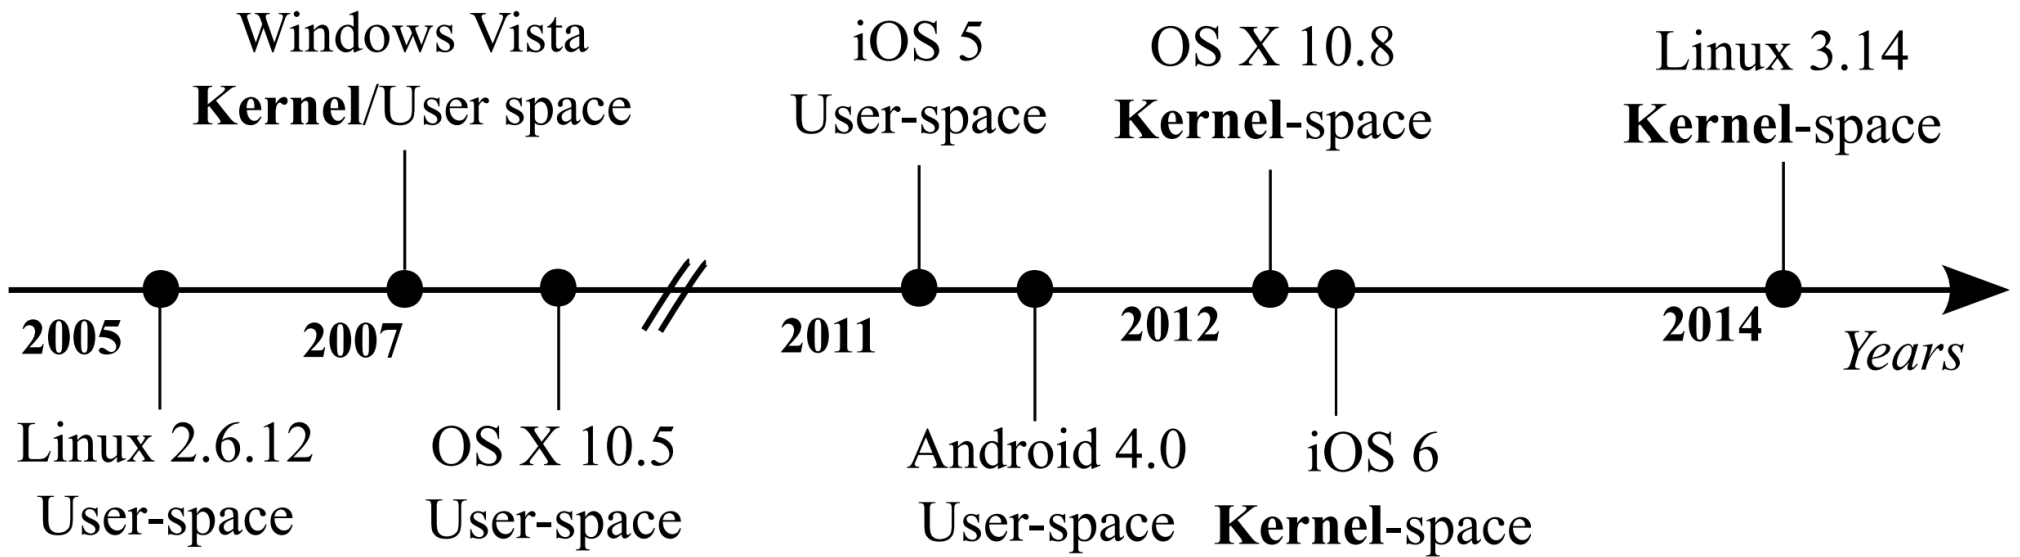 Windows Vista
Kernel/User space
iOS 5
User-space
OS X 10.8
Kernel-space
Linux 3.14
Kernel-space
2005
2007
2011
2012
2014
Years
Linux 2.6.12
User-space
OS X 10.5
User-space
Android 4.0
User-space
iOS 6
Kernel-space